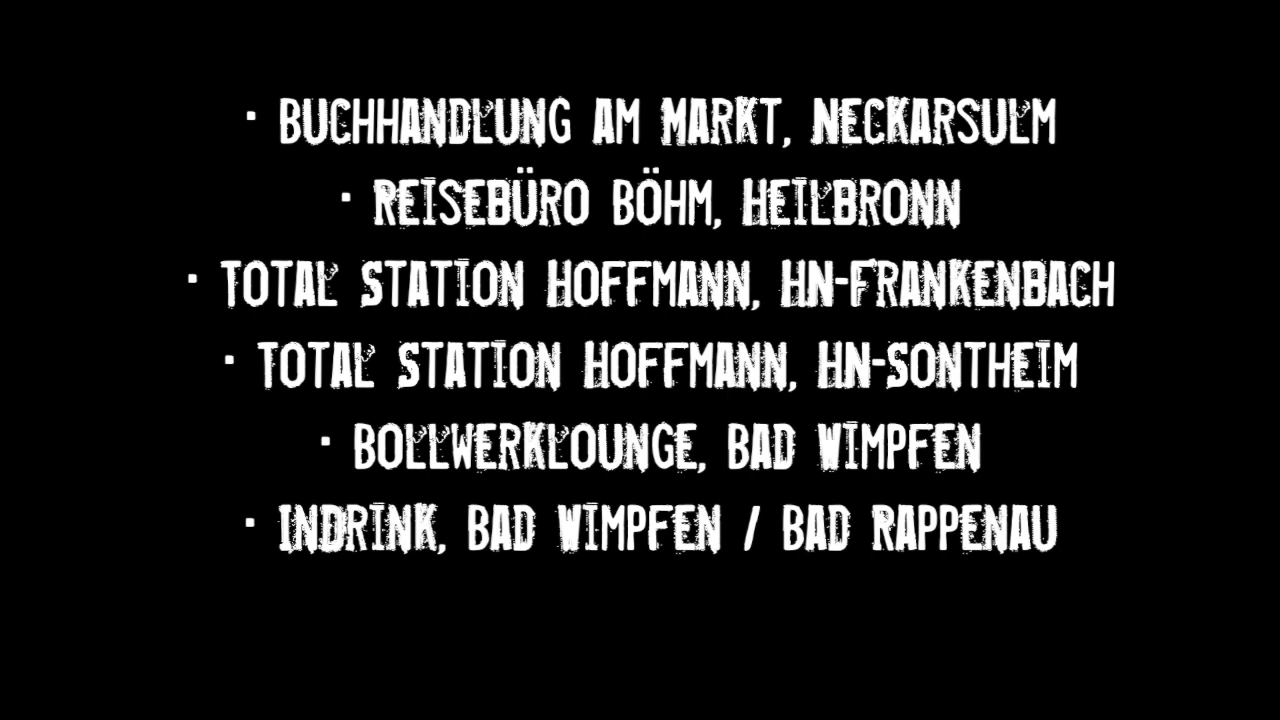 · BUCHHANDLUNG AM MARKT, NECKARSULM
· REISEBÜRO BÖHM, HEILBRONN
· TOTAL STATION HOFFMANN, HN-FRANKENBACH
· TOTAL STATION HOFFMANN, HN-SONTHEIM
· BOLLWERKLOUNGE, BAD WIMPFEN
· INDRINK, BAD WIMPFEN / BAD RAPPENAU